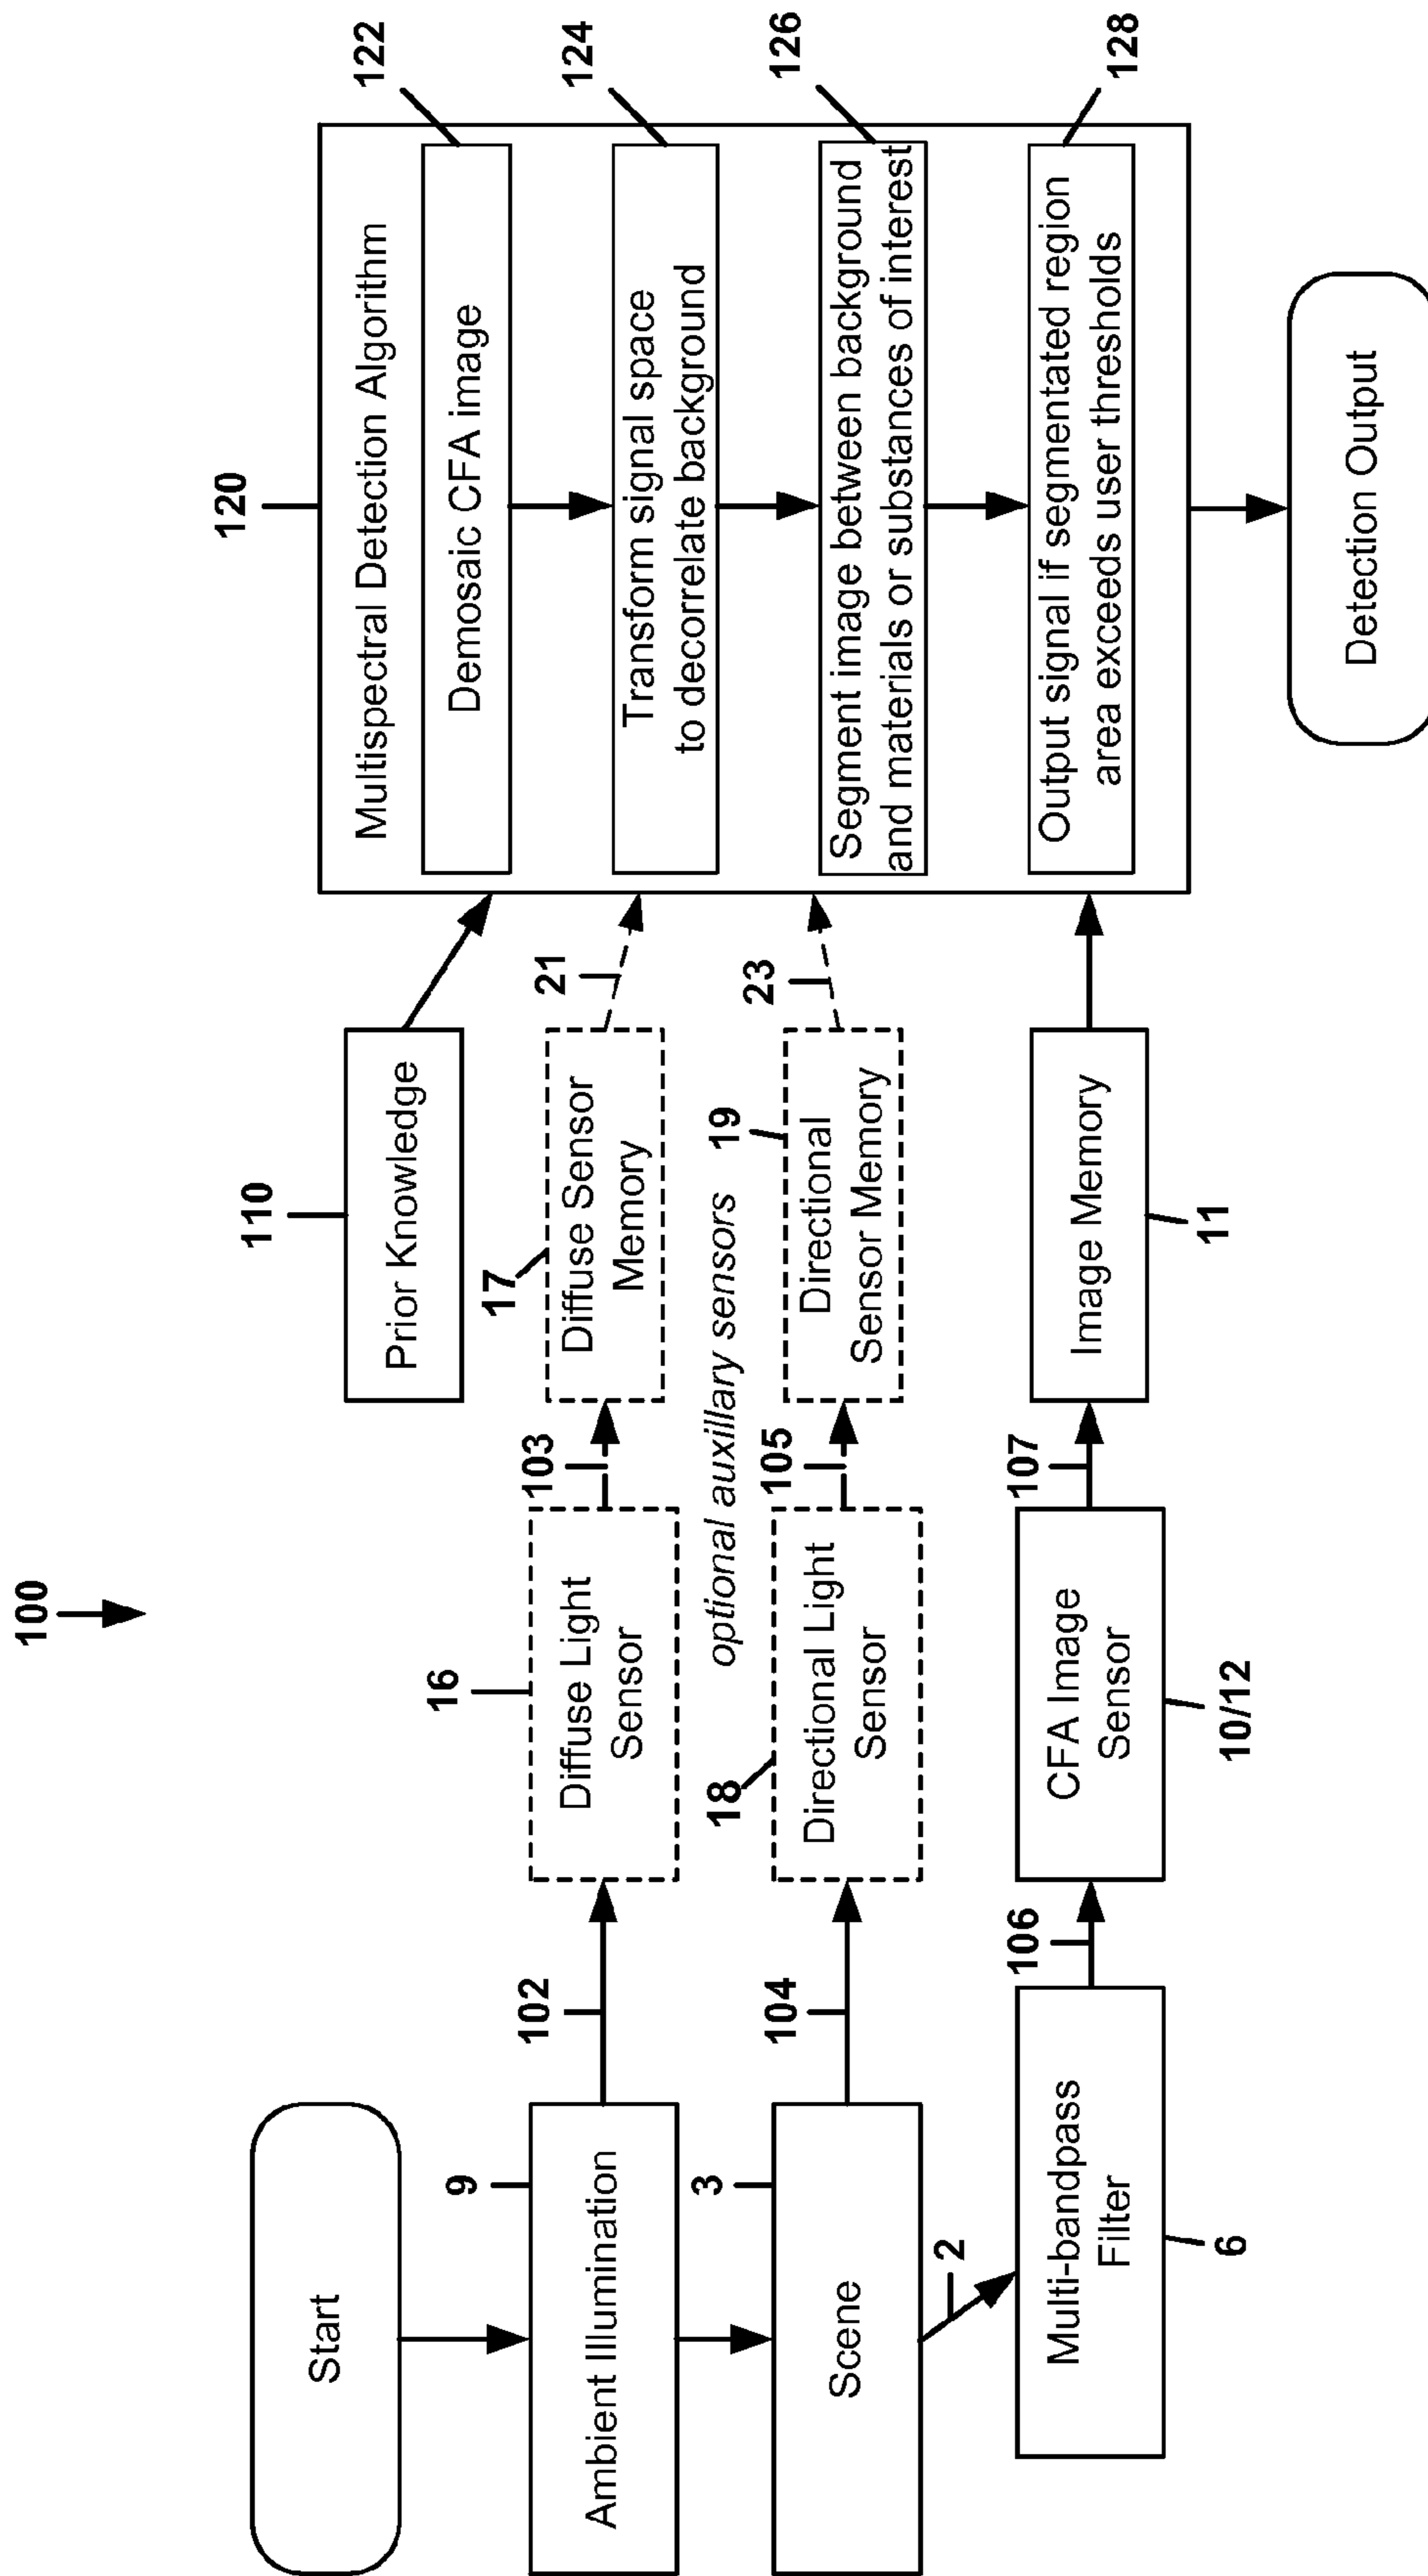 100
Start
9
Ambient Illumination
3
Scene
2
Multi-bandpass
Filter
6
102
104
106
16
Diffuse Light
Sensor
optional auxillary sensors
18
Directional Light
Sensor
CFA Image
Sensor
10/12
103
105
107
110
Prior Knowledge
17
Diffuse Sensor
Memory
19
Directional
Sensor Memory
Image Memory
11
21
23
120
Multispectral Detection Algorithm
Demosaic CFA image
122
Transform signal space
to decorrelate background
124
Segment image between background
and materials or substances of interest
126
Output signal if segmentated region
area exceeds user thresholds
128
Detection Output